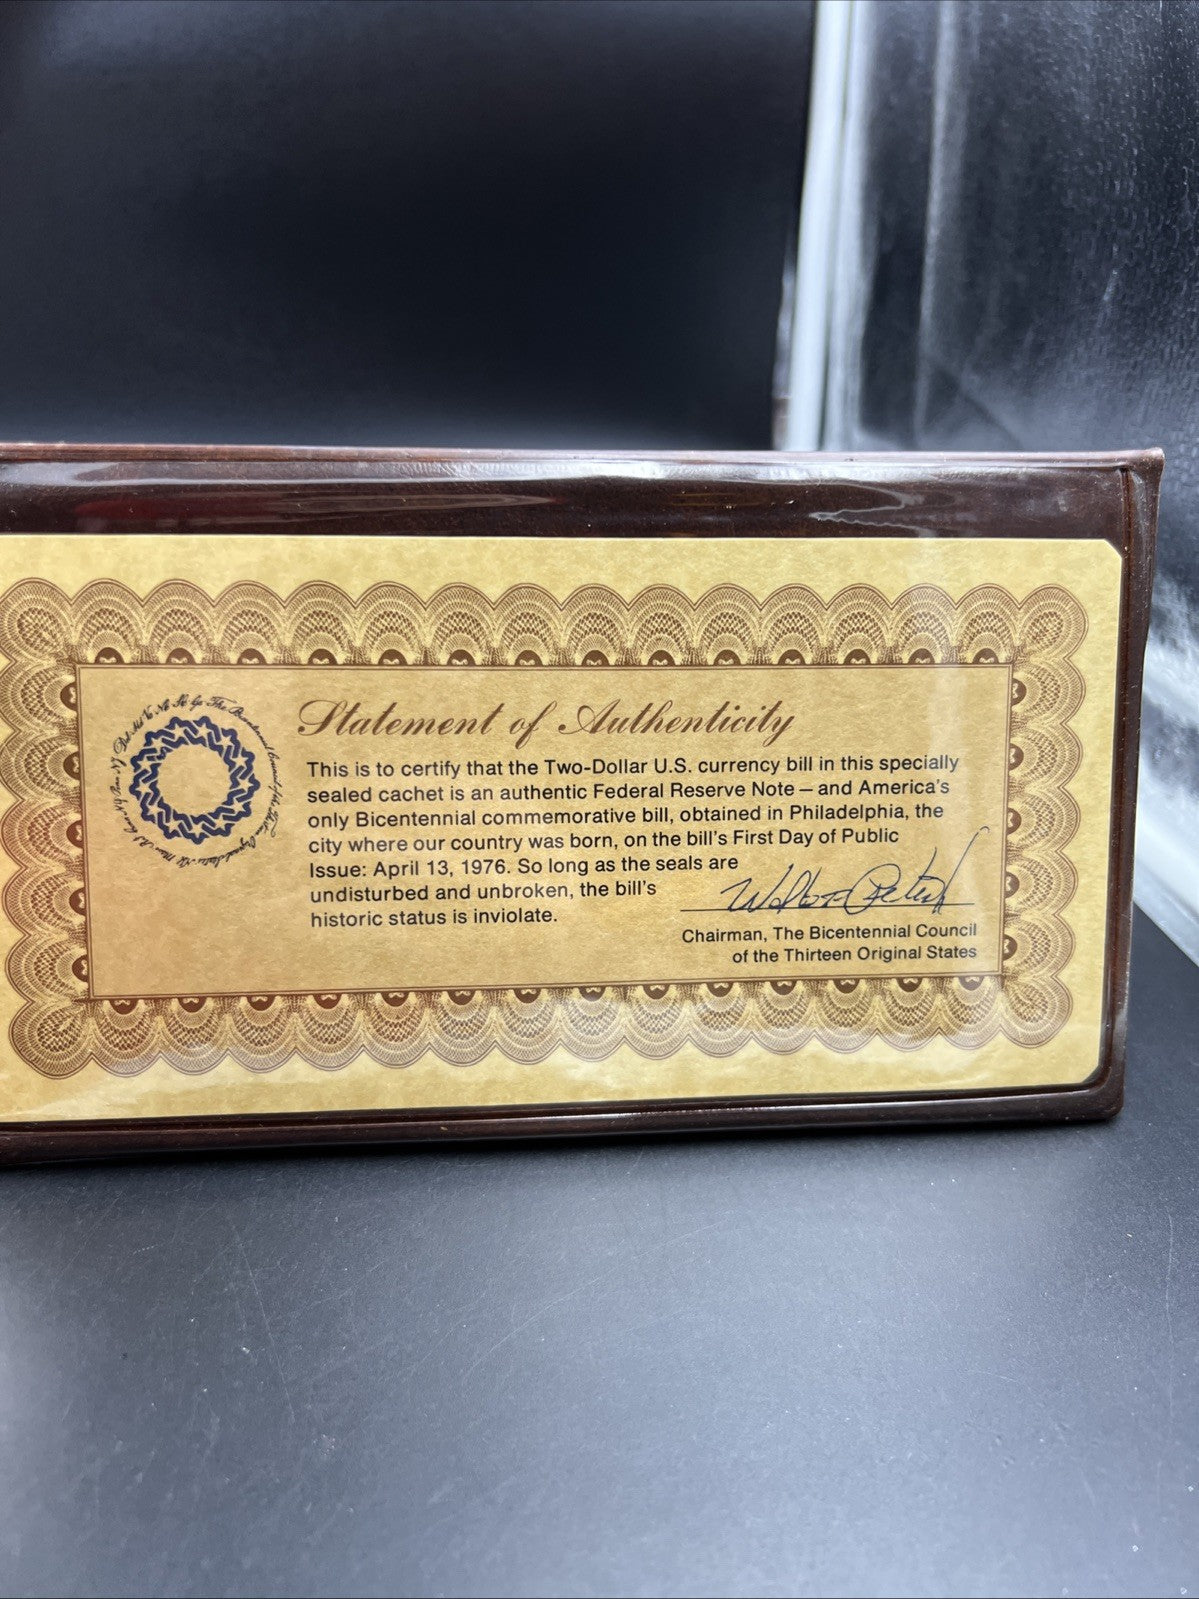 Statement of Authenticity
This is to certify that the Two-Dollar U.S. currency bill in this specially
sealed cachet is an authentic Federal Reserve Note — and America's
only Bicentennial commemorative bill, obtained in Philadelphia, the
city where our country was born, on the bill's First Day of Public
Issue: April 13, 1976. So long as the seals are
undisturbed and unbroken, the bill's
historic status is inviolate.
Chairman, The Bicentennial Council
of the Thirteen Original States